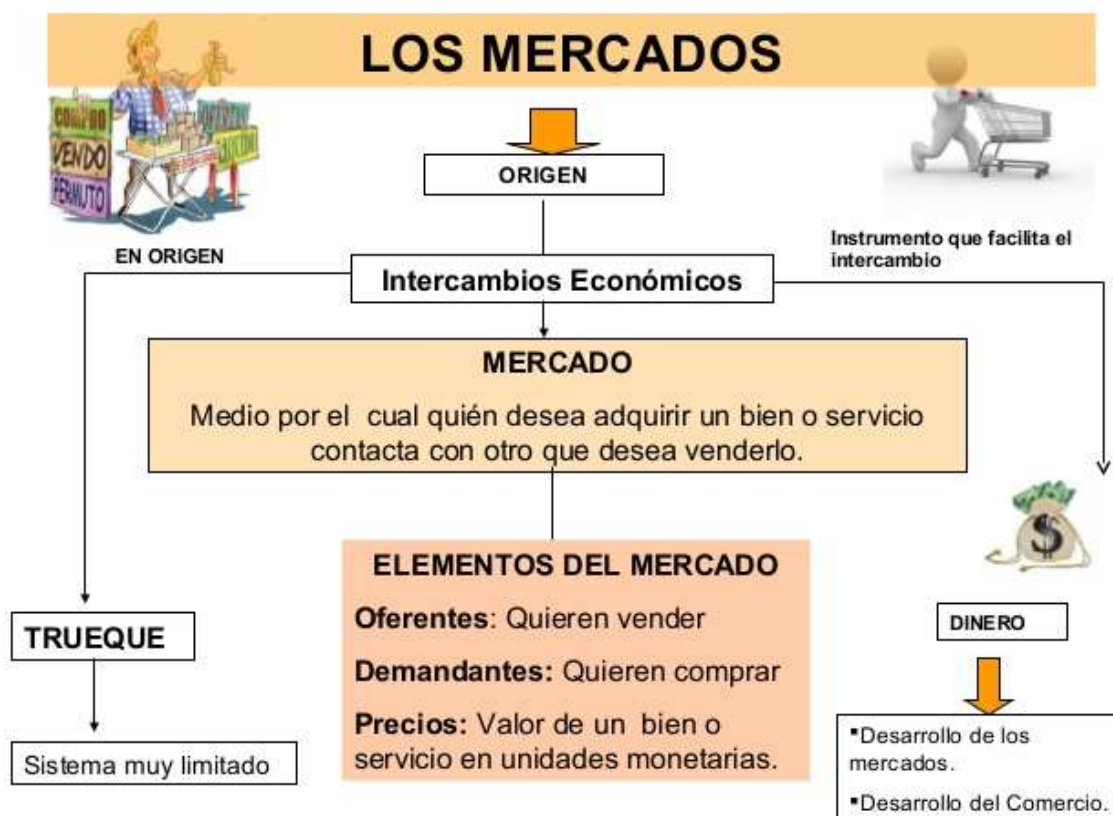 LOS MERCADOS
COMPRO
VENDO
PERMUTO
ORIGEN
EN ORIGEN
Instrumento que facilita el
intercambio
Intercambios Económicos
MERCADO
Medio por el cual quién desea adquirir un bien o servicio
contacta con otro que desea venderlo.
ELEMENTOS DEL MERCADO
Oferentes: Quieren vender
Demandantes: Quieren comprar
Precios: Valor de un bien o
servicio en unidades monetarias.
TRUEQUE
Sistema muy limitado
$
DINERO
▪Desarrollo de los
mercados.
▪Desarrollo del Comercio.